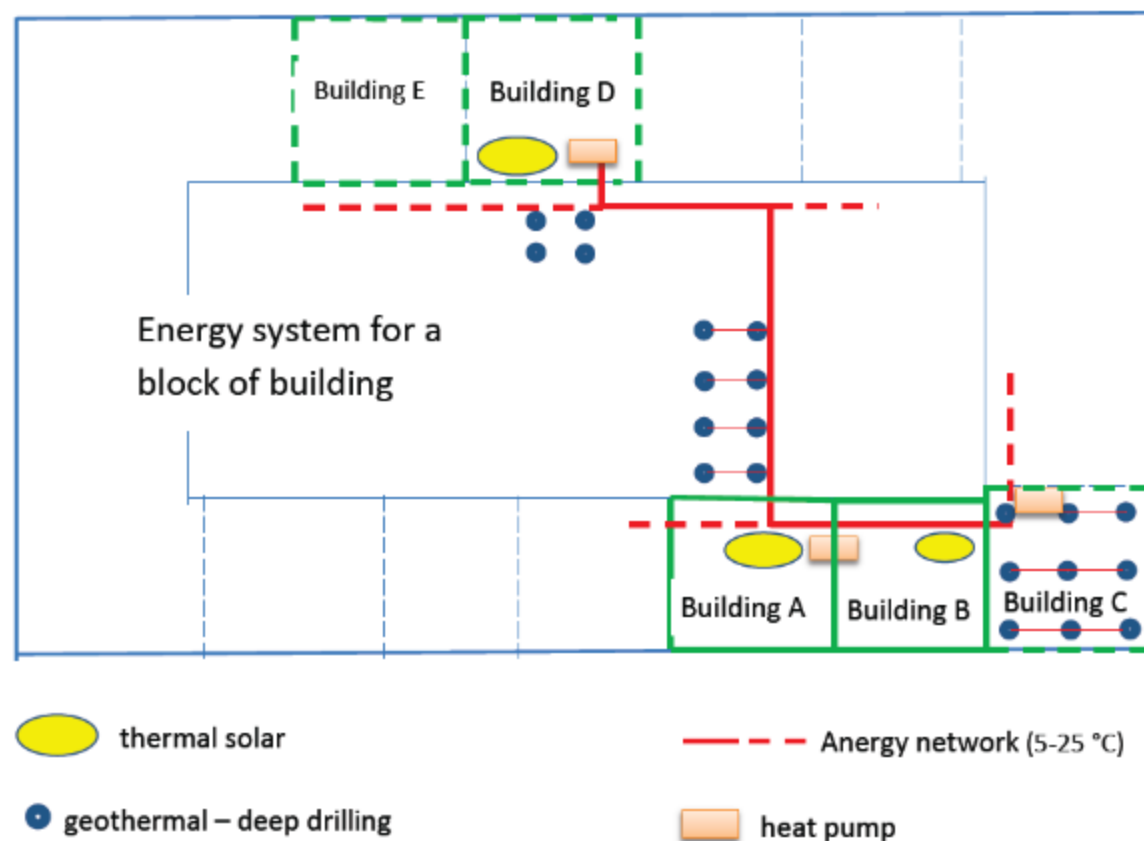 Building E
Building D
Energy system for a
block of building
Building A
Building B
Building C
thermal solar
Anergy network (5-25 °C)
geothermal – deep drilling
heat pump